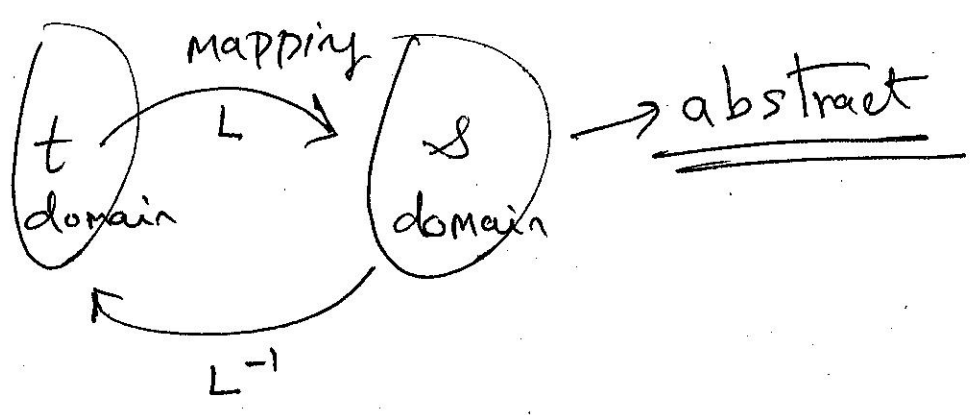 mapping
L
t
domain
s
domain
abstract
L⁻¹